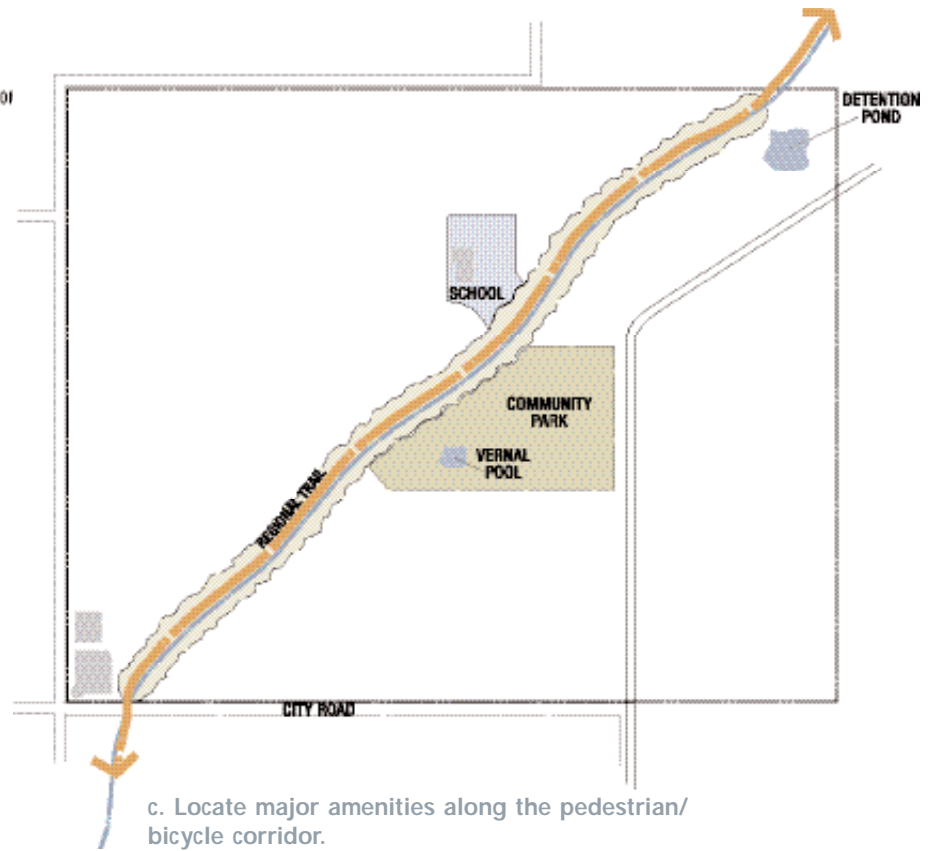 DETENTION
POND
SCHOOL
COMMUNITY
PARK
VERNAL
POOL
REGIONAL TRAIL
CITY ROAD
c. Locate major amenities along the pedestrian/
bicycle corridor.